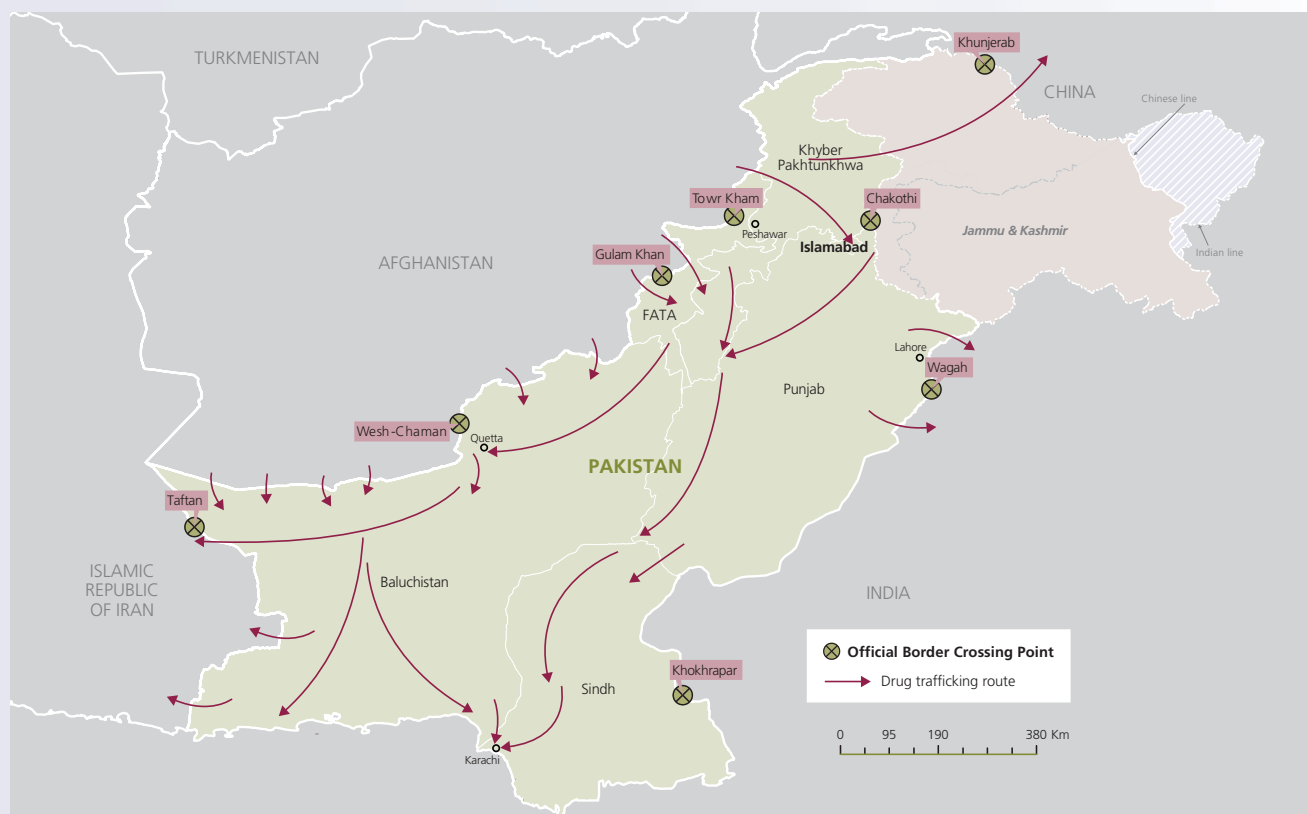 Khunjerab
TURKMENISTAN
CHINA
Chinese line
Khyber
Pakhtunkhwa
Towr Kham
Chakothi
Peshawar
Jammu & Kashmir
Islamabad
Indian line
Gulam Khan
AFGHANISTAN
FATA
Lahore
Wagah
Punjab
Wesh-Chaman
Quetta
PAKISTAN
Taftan
ISLAMIC
REPUBLIC
OF IRAN
Baluchistan
INDIA
Official Border Crossing Point
Drug trafficking route
Khokhrapar
Sindh
0 95 190 380 Km
Karachi